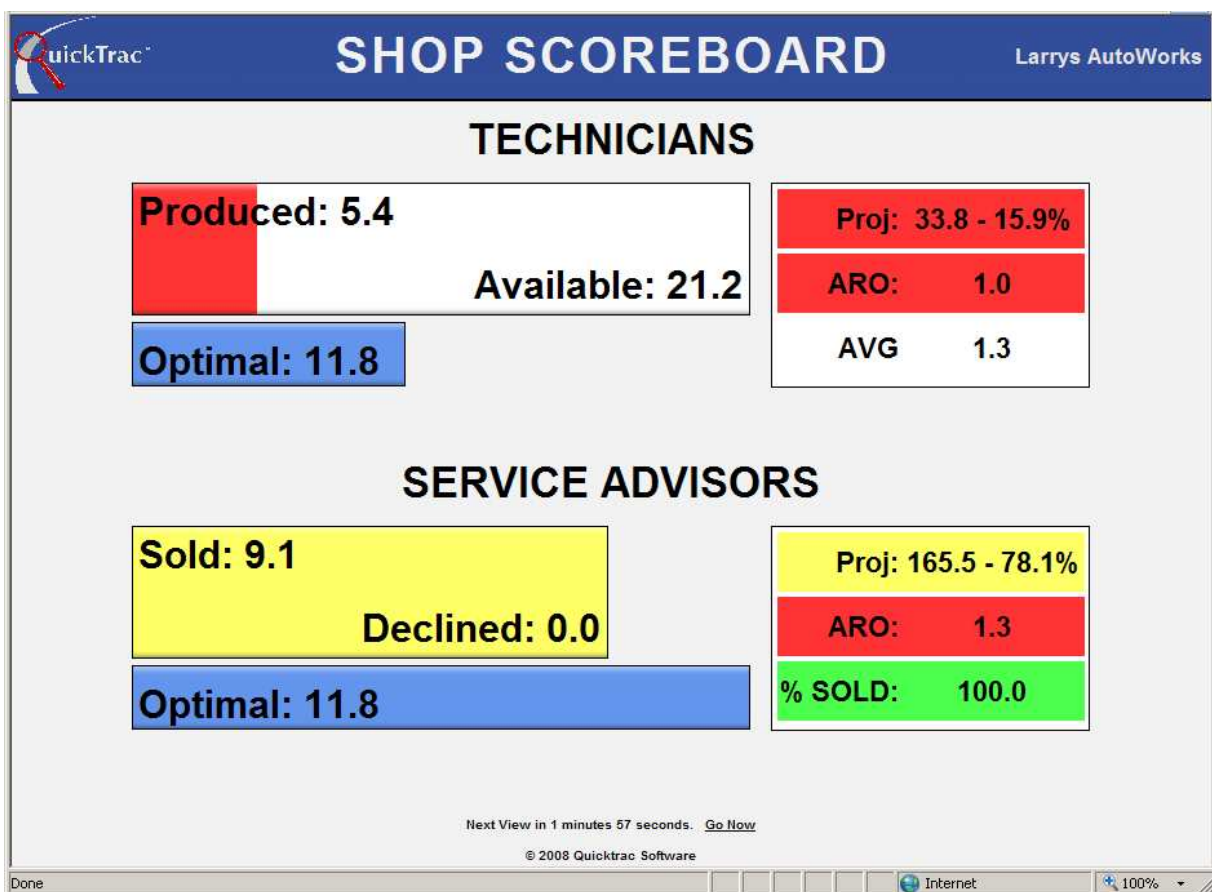 QuickTrac™
SHOP SCOREBOARD
Larrys AutoWorks
TECHNICIANS
Produced: 5.4
Available: 21.2
Optimal: 11.8
Proj: 33.8 - 15.9%
ARO: 1.0
AVG 1.3
SERVICE ADVISORS
Sold: 9.1
Declined: 0.0
Optimal: 11.8
Proj: 165.5 - 78.1%
ARO: 1.3
% SOLD: 100.0
Next View in 1 minutes 57 seconds. Go Now
© 2008 Quicktrac Software
Done
Internet
100%